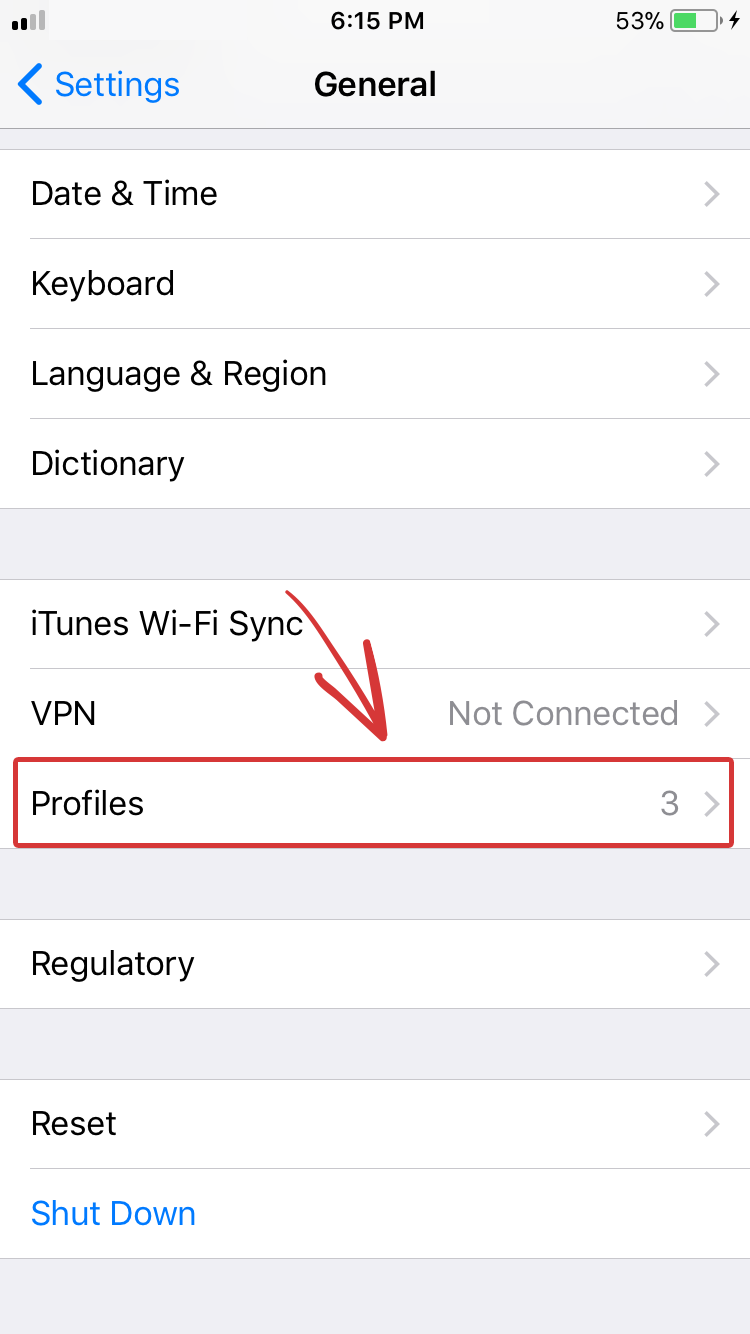 6:15 PM 53%
Settings General
Date & Time
Keyboard
Language & Region
Dictionary
iTunes Wi-Fi Sync
VPN Not Connected
Profiles 3
Regulatory
Reset
Shut Down